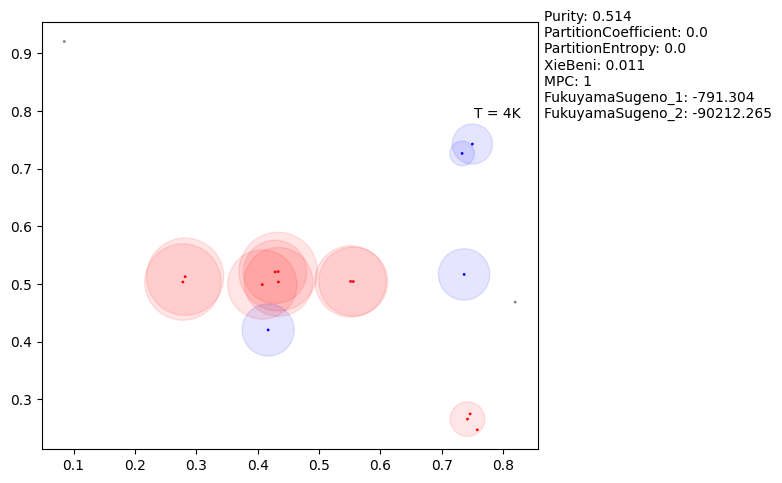 Purity: 0.514
PartitionCoefficient: 0.0
PartitionEntropy: 0.0
XieBeni: 0.011
MPC: 1
FukuyamaSugeno_1: -791.304
FukuyamaSugeno_2: -90212.265
T = 4K
0.9
0.8
0.7
0.6
0.5
0.4
0.3
0.1 0.2 0.3 0.4 0.5 0.6 0.7 0.8